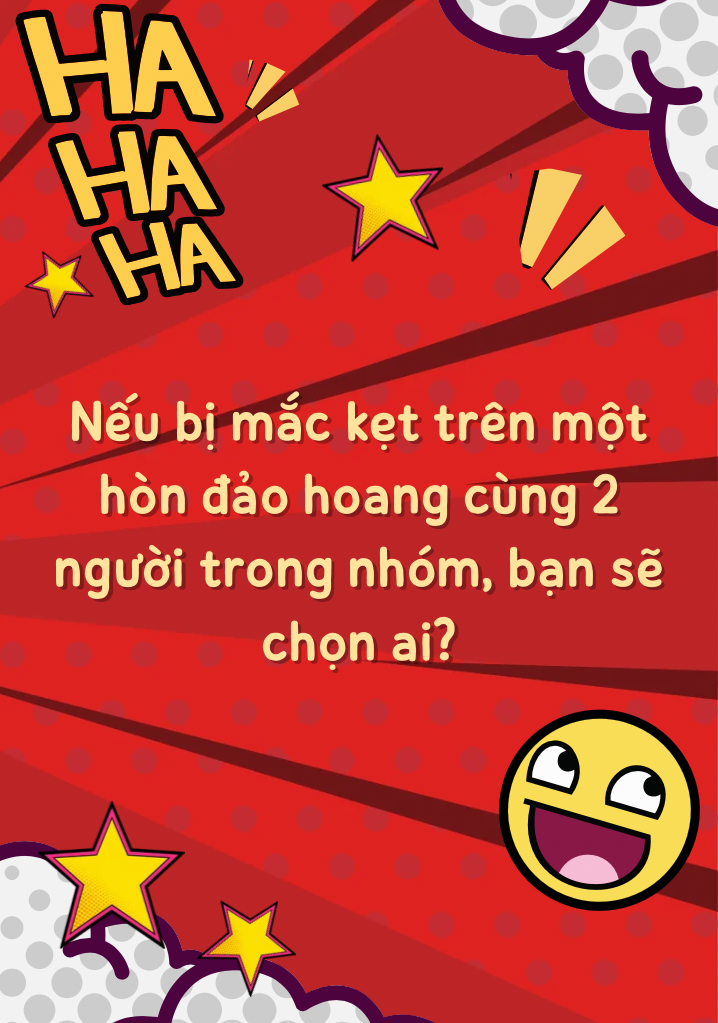 HA
HA
HA
Nếu bị mắc kẹt trên một
hòn đảo hoang cùng 2
người trong nhóm, bạn sẽ
chọn ai?